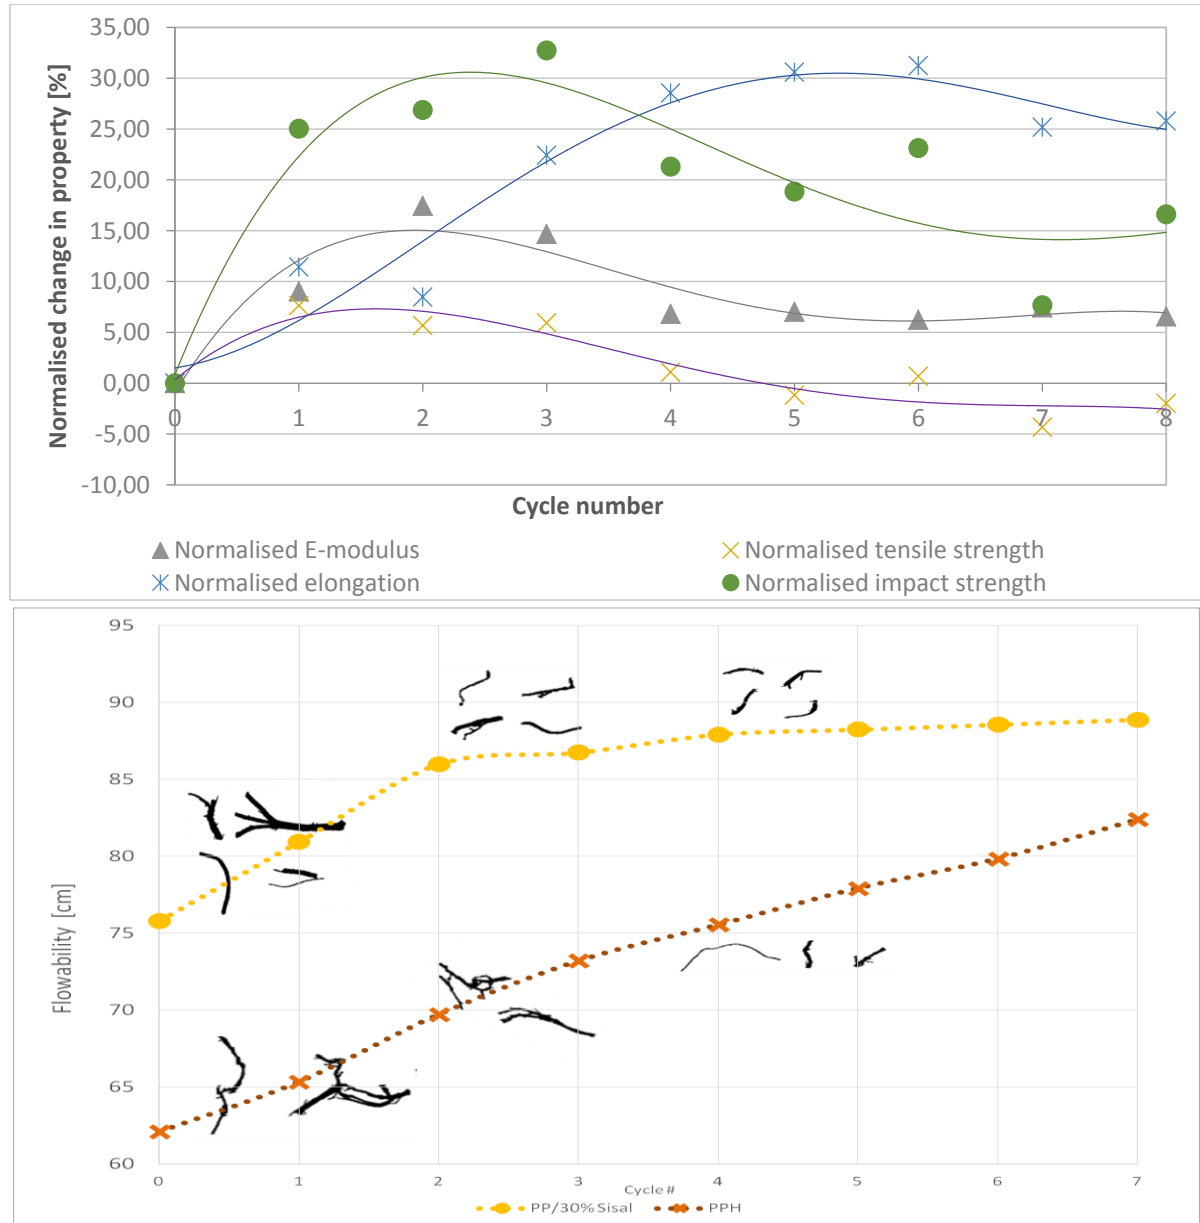 35,00
30,00
25,00
20,00
15,00
10,00
5,00
0,00
-5,00
-10,00
Normalised change in property [%]
0 1 2 3 4 5 6 7 8
Cycle number
Normalised E-modulus Normalised tensile strength
Normalised elongation Normalised impact strength
95
90
85
80
75
70
65
60
Flowability [cm]
0 1 2 3 4 5 6 7
Cycle #
PP/30% Sisal PPH